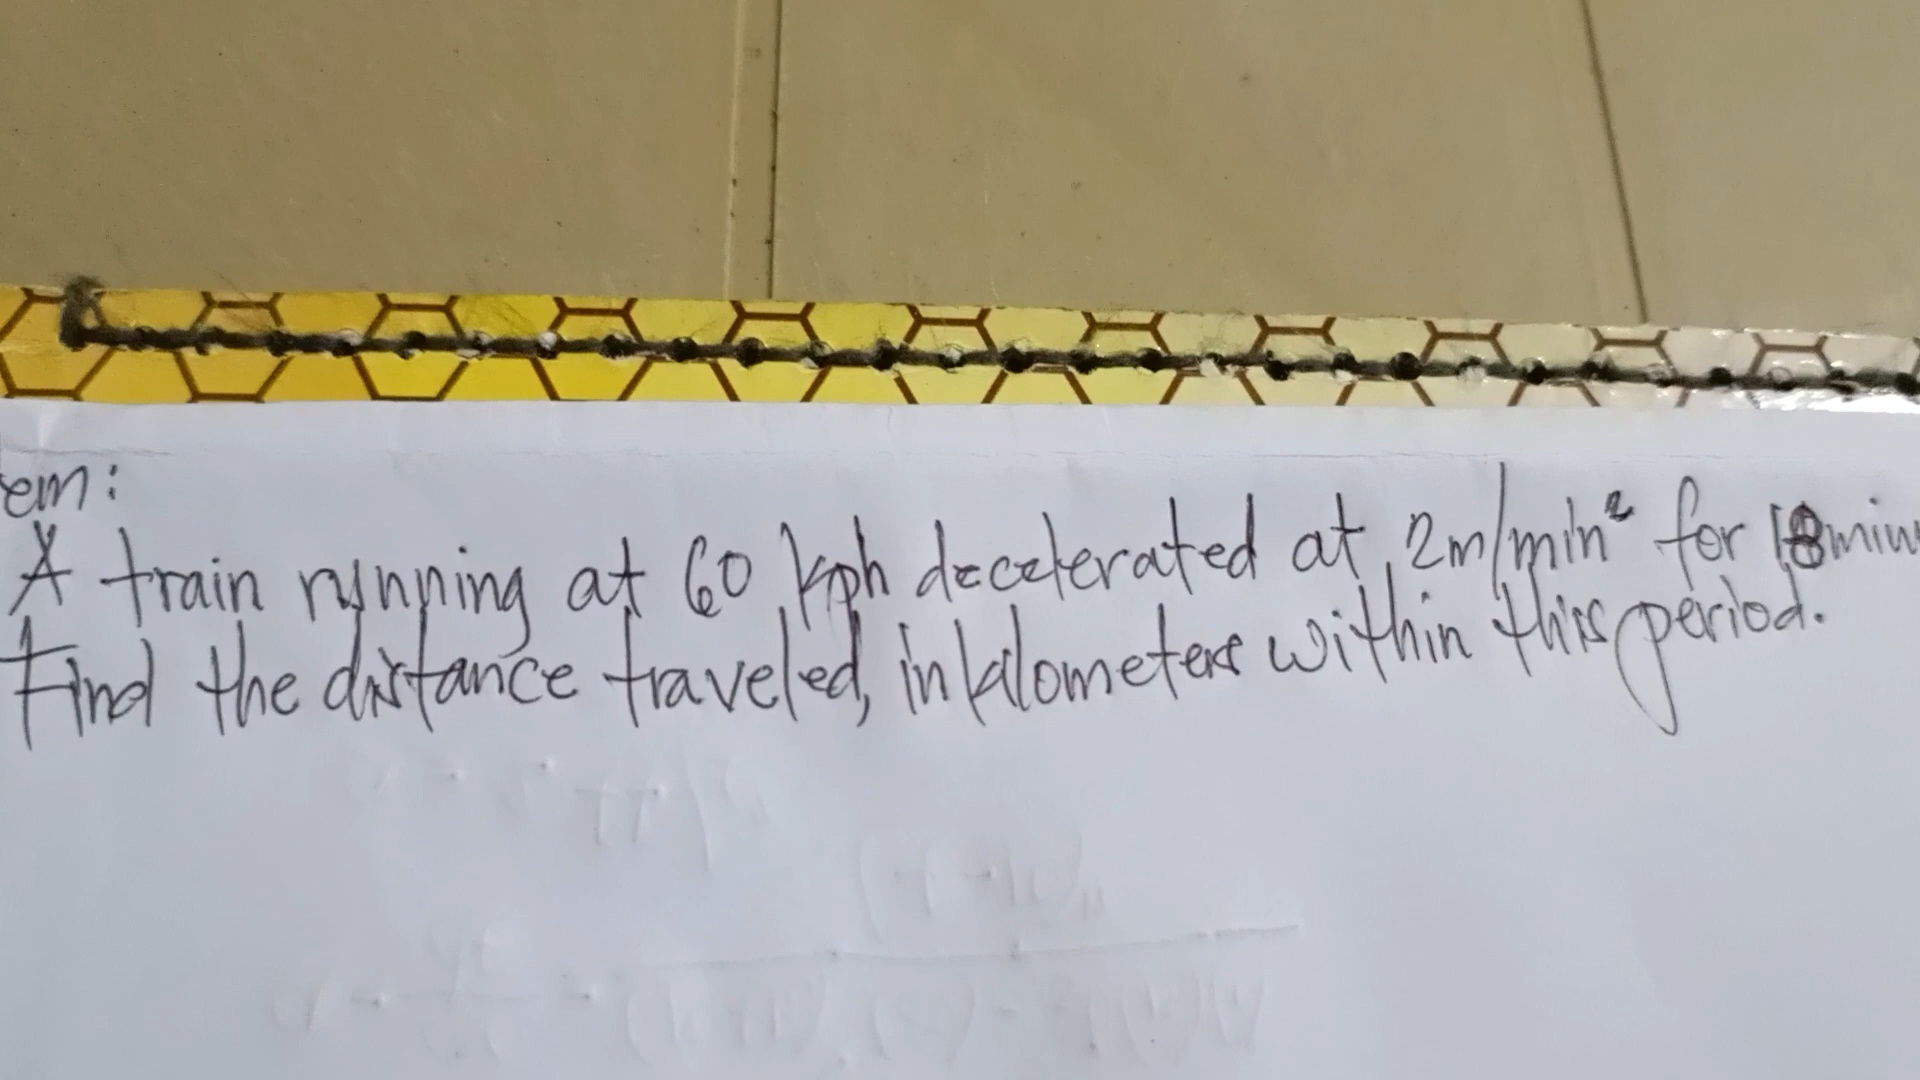 em:
A train running at 60 kph decelerated at 2m/min² for 18 min
Find the distance traveled, in kilometers within this period.